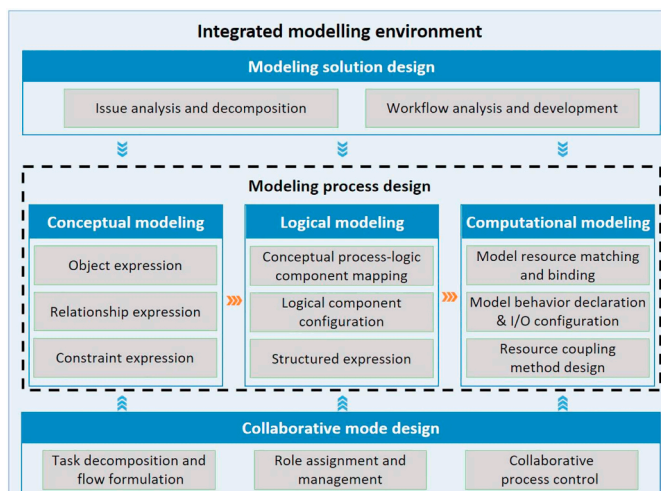 Integrated modelling environment
Modeling solution design
Issue analysis and decomposition
Workflow analysis and development
Modeling process design
Conceptual modeling
Object expression
Relationship expression
Constraint expression
Logical modeling
Conceptual process-logic
component mapping
Logical component
configuration
Structured expression
Computational modeling
Model resource matching
and binding
Model behavior declaration
& I/O configuration
Resource coupling
method design
Collaborative mode design
Task decomposition and
flow formulation
Role assignment and
management
Collaborative
process control